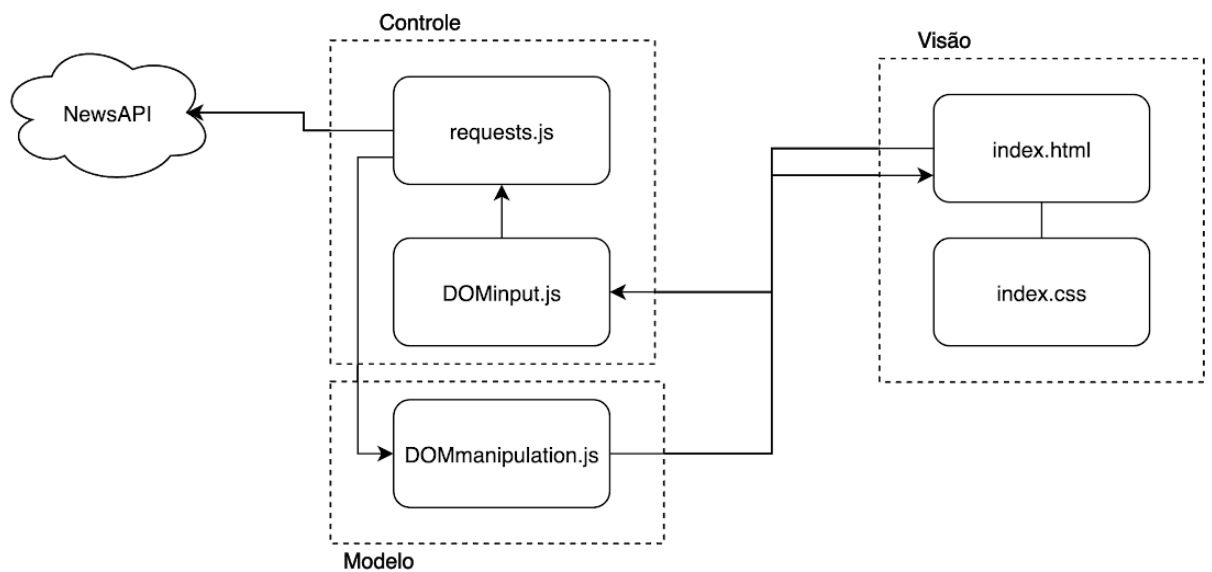 Controle
Visão
NewsAPI
requests.js
index.html
DOMinput.js
index.css
DOMmanipulation.js
Modelo